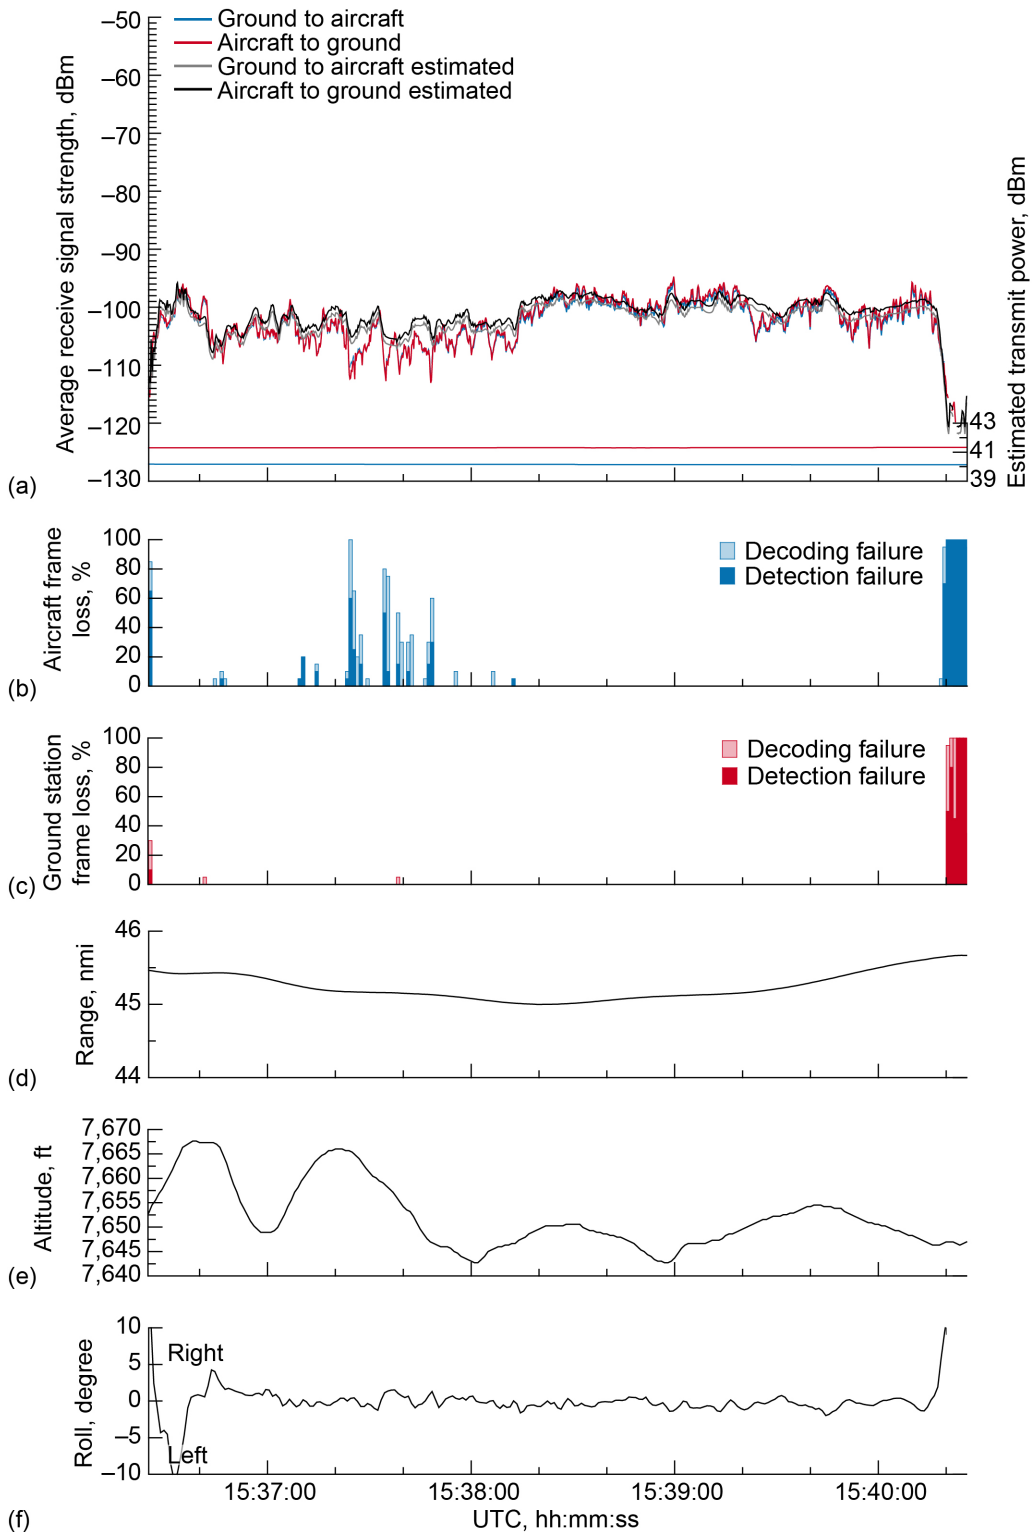 Ground to aircraft
Aircraft to ground
Ground to aircraft estimated
Aircraft to ground estimated
Average receive signal strength, dBm
–50
–60
–70
–80
–90
–100
–110
–120
–130
Estimated transmit power, dBm
43
41
39
(a)
Aircraft frame
loss, %
100
80
60
40
20
0
Decoding failure
Detection failure
(b)
Ground station
frame loss, %
100
80
60
40
20
0
Decoding failure
Detection failure
(c)
Range, nmi
46
45
44
(d)
Altitude, ft
7,670
7,665
7,660
7,655
7,650
7,645
7,640
(e)
Roll, degree
10
5
0
–5
–10
Right
Left
15:37:00
15:38:00
15:39:00
15:40:00
UTC, hh:mm:ss
(f)